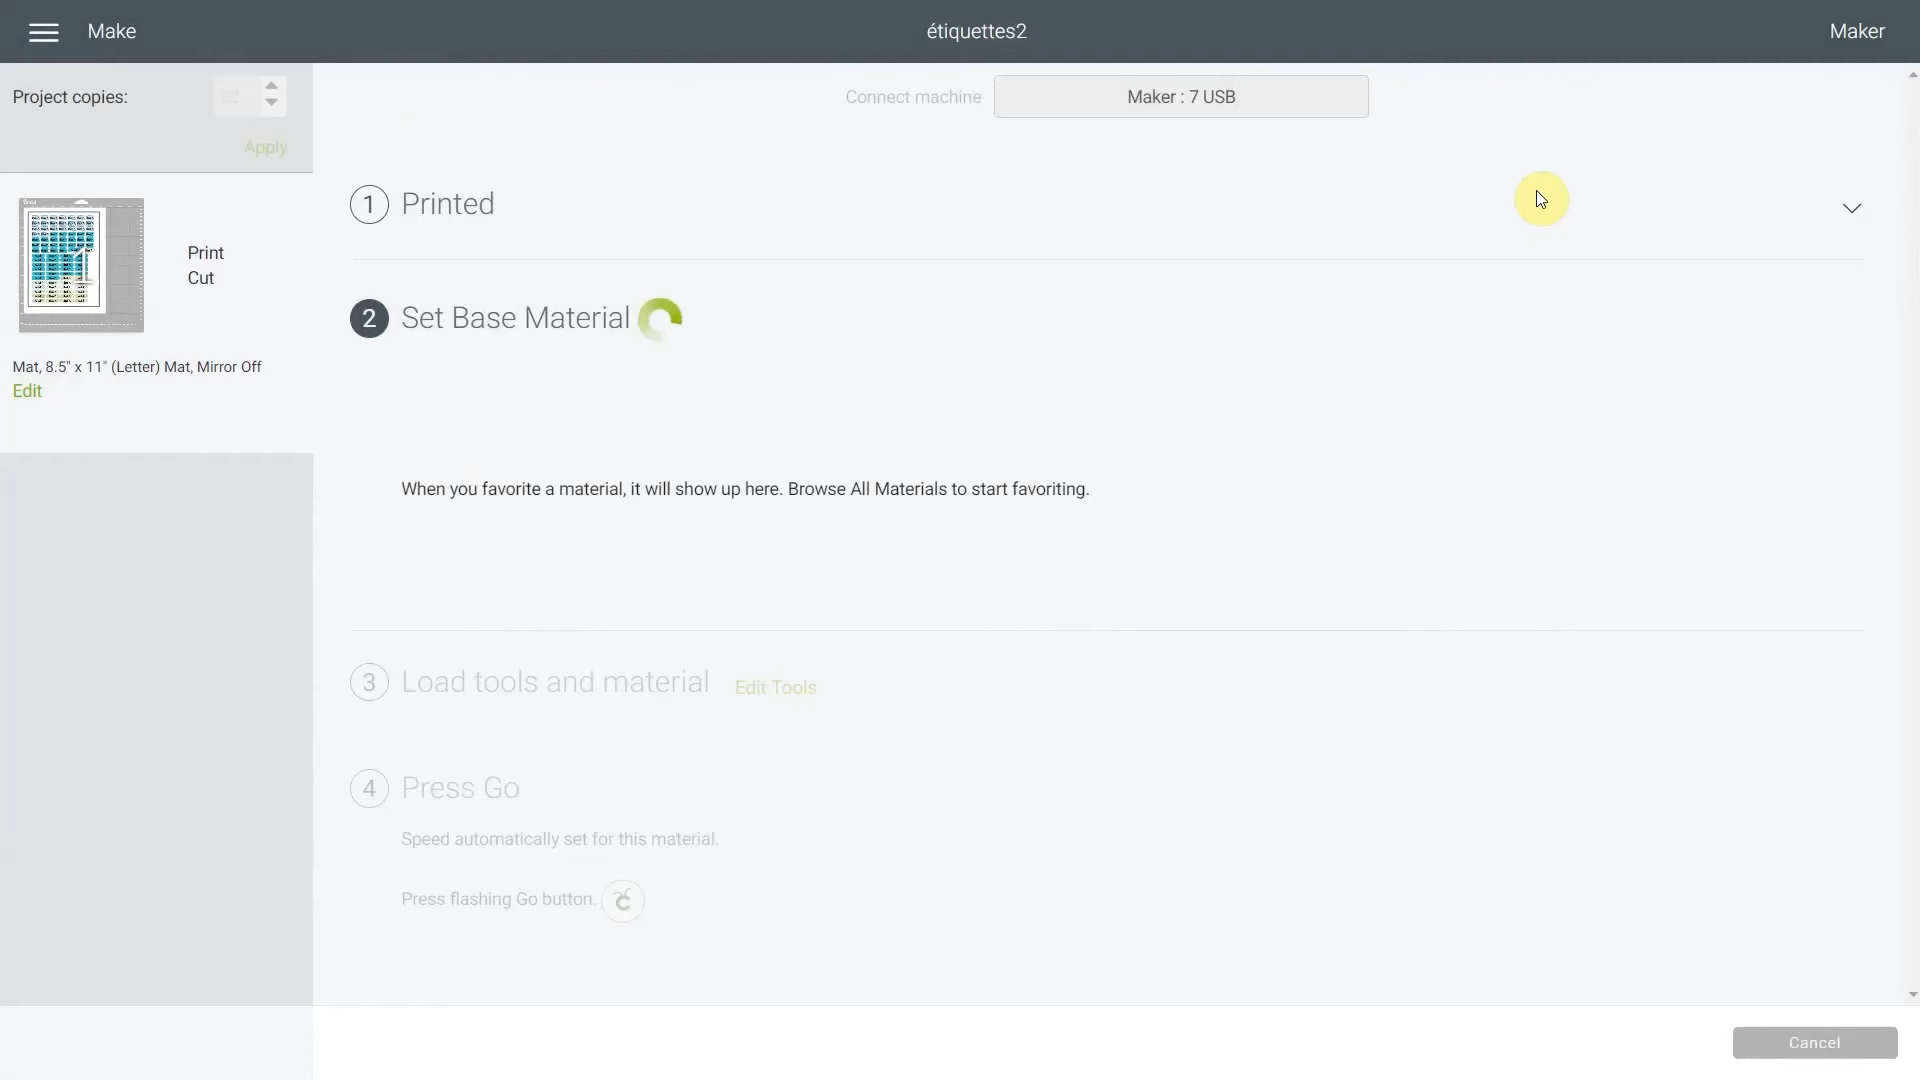 Make
étiquettes2
Maker
Project copies:
Apply
Connect machine
Maker : 7 USB
1 Printed
Print
Cut
Mat, 8.5" x 11" (Letter) Mat, Mirror Off
Edit
2 Set Base Material
When you favorite a material, it will show up here. Browse All Materials to start favoriting.
3 Load tools and material Edit Tools
4 Press Go
Speed automatically set for this material.
Press flashing Go button.
Cancel